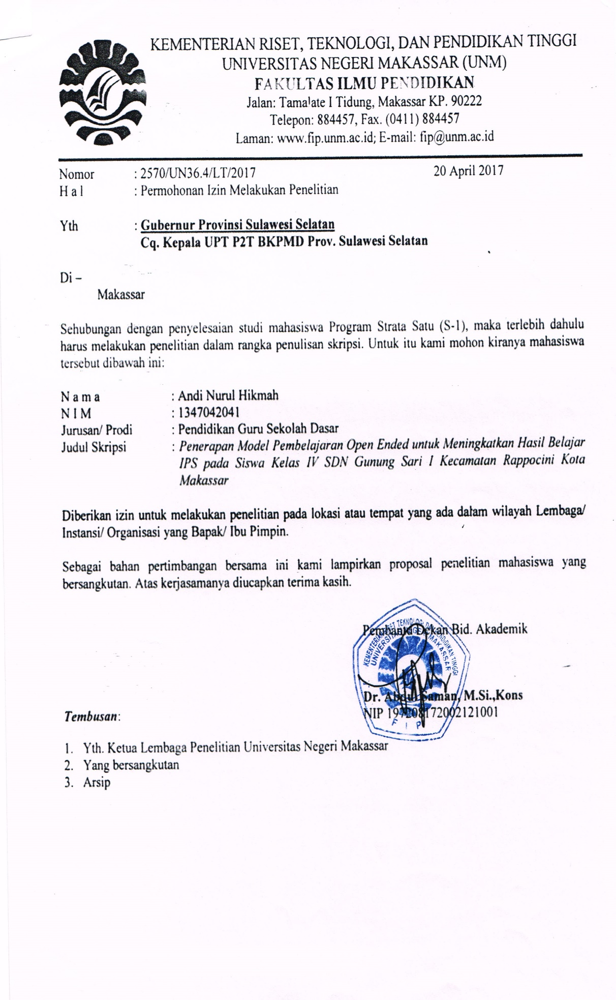 KEMENTERIAN RISET, TEKNOLOGI, DAN PENDIDIKAN TINGGI
UNIVERSITAS NEGERI MAKASSAR (UNM)
FAKULTAS ILMU PENDIDIKAN
Jalan: Tamalate I Tidung, Makassar KP. 90222
Telepon: 884457, Fax. (0411) 884457
Laman: www.fip.unm.ac.id; E-mail: fip@unm.ac.id
Nomor : 2570/UN36.4/LT/2017 20 April 2017
H a l : Permohonan Izin Melakukan Penelitian
Yth : Gubernur Provinsi Sulawesi Selatan
Cq. Kepala UPT P2T BKPMD Prov. Sulawesi Selatan
Di –
Makassar
Sehubungan dengan penyelesaian studi mahasiswa Program Strata Satu (S-1), maka terlebih dahulu
harus melakukan penelitian dalam rangka penulisan skripsi. Untuk itu kami mohon kiranya mahasiswa
tersebut dibawah ini:
N a m a : Andi Nurul Hikmah
N I M : 1347042041
Jurusan/ Prodi : Pendidikan Guru Sekolah Dasar
Judul Skripsi : Penerapan Model Pembelajaran Open Ended untuk Meningkatkan Hasil Belajar
IPS pada Siswa Kelas IV SDN Gunung Sari I Kecamatan Rappocini Kota
Makassar
Diberikan izin untuk melakukan penelitian pada lokasi atau tempat yang ada dalam wilayah Lembaga/
Instansi/ Organisasi yang Bapak/ Ibu Pimpin.
Sebagai bahan pertimbangan bersama ini kami lampirkan proposal penelitian mahasiswa yang
bersangkutan. Atas kerjasamanya diucapkan terima kasih.
Pembantu Dekan Bid. Akademik
KEMENTERIAN RISET TEKNOLOGI DAN PENDIDIKAN TINGGI
UNIVERSITAS NEGERI MAKASSAR
F I P
Dr. Abdul Saman, M.Si.,Kons
NIP 197208172002121001
Tembusan:
1. Yth. Ketua Lembaga Penelitian Universitas Negeri Makassar
2. Yang bersangkutan
3. Arsip